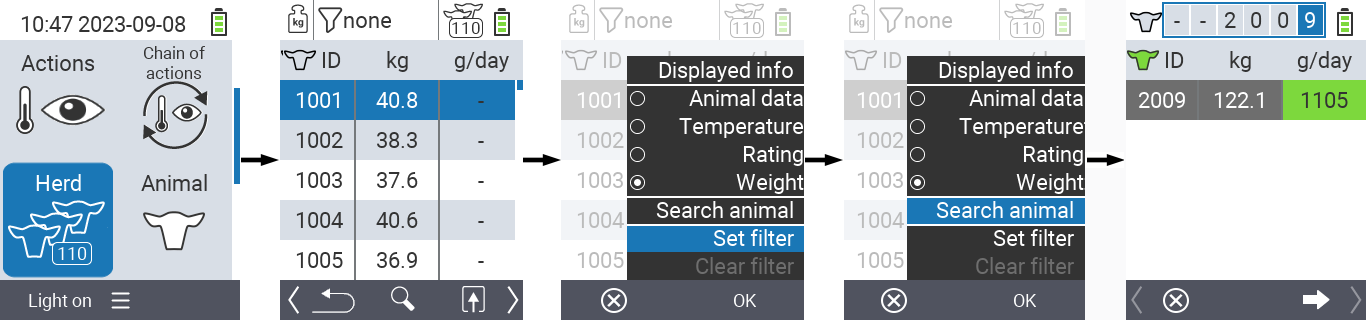 10:47 2023-09-08
Actions
Chain of
actions
Herd
110
Animal
Light on
kg
none
110
ID kg g/day
1001 40.8 -
1002 38.3 -
1003 37.6 -
1004 40.6 -
1005 36.9 -
kg
none
110
ID
1001
1002
1003
1004
1005
Displayed info
Animal data
Temperature
Rating
Weight
Search animal
Set filter
Clear filter
OK
kg
none
110
ID
1001
1002
1003
1004
1005
Displayed info
Animal data
Temperature
Rating
Weight
Search animal
Set filter
Clear filter
OK
- - 2 0 0 9
ID kg g/day
2009 122.1 1105